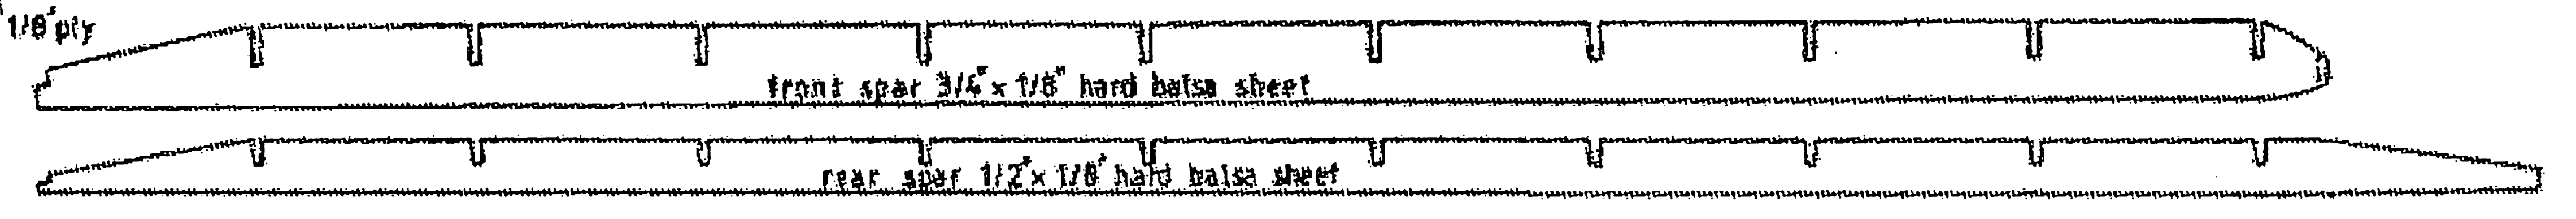 1/8" ply
front spar 3/4" x 1/8" hard balsa sheet
rear spar 1/2" x 1/8" hard balsa sheet